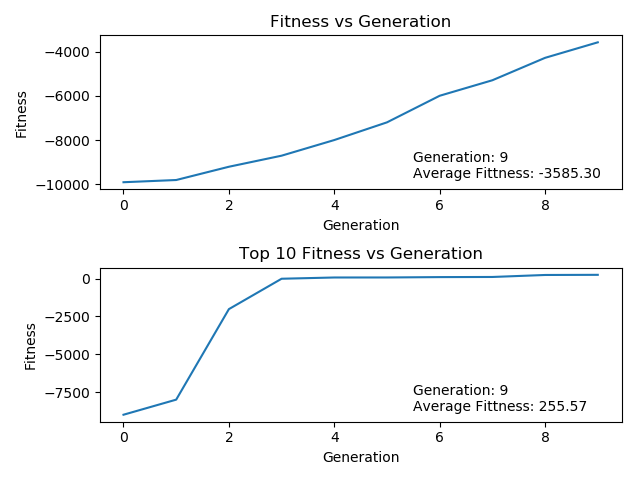 Fitness vs Generation
Fitness
−4000
−6000
−8000
−10000
Generation: 9
Average Fittness: -3585.30
0 2 4 6 8
Generation
Top 10 Fitness vs Generation
Fitness
0
−2500
−5000
−7500
Generation: 9
Average Fittness: 255.57
0 2 4 6 8
Generation